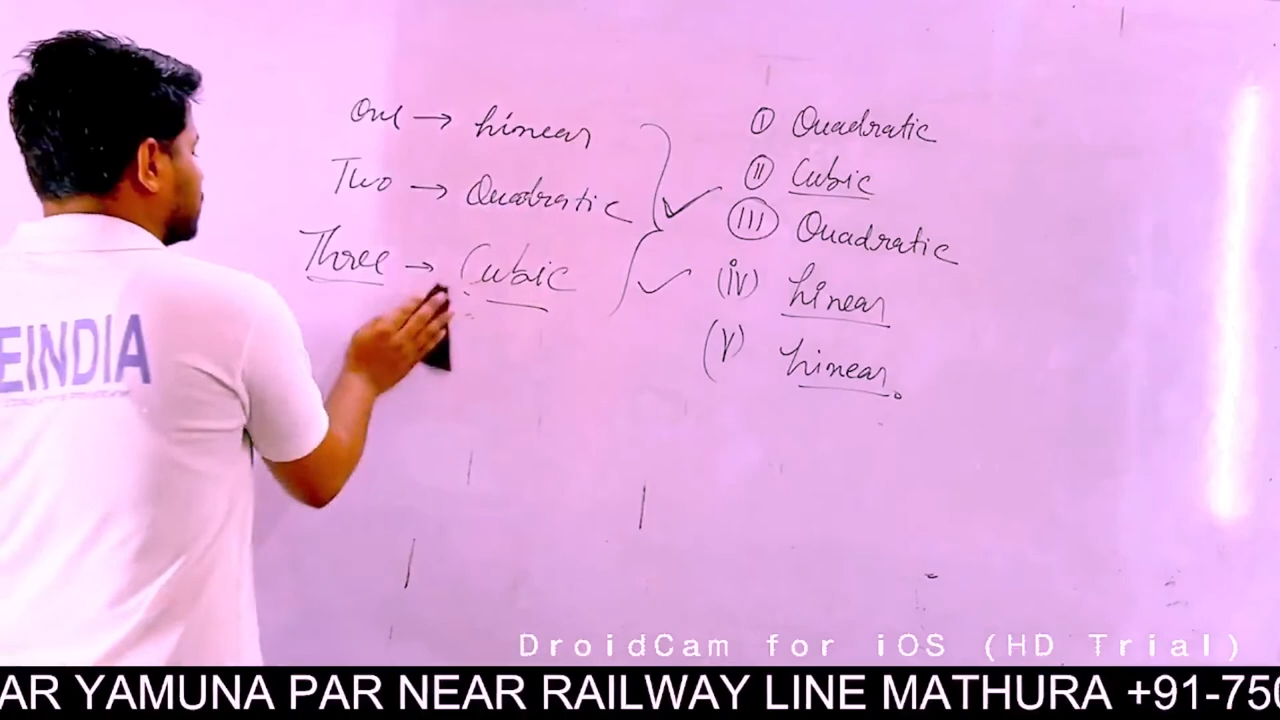 One → Linear
Two → Quadratic
Three → Cubic
(I) Quadratic
(II) Cubic
(III) Quadratic
(iv) Linear
(V) Linear.
EINDIA
DroidCam for iOS (HD Trial)
AR YAMUNA PAR NEAR RAILWAY LINE MATHURA +91-750